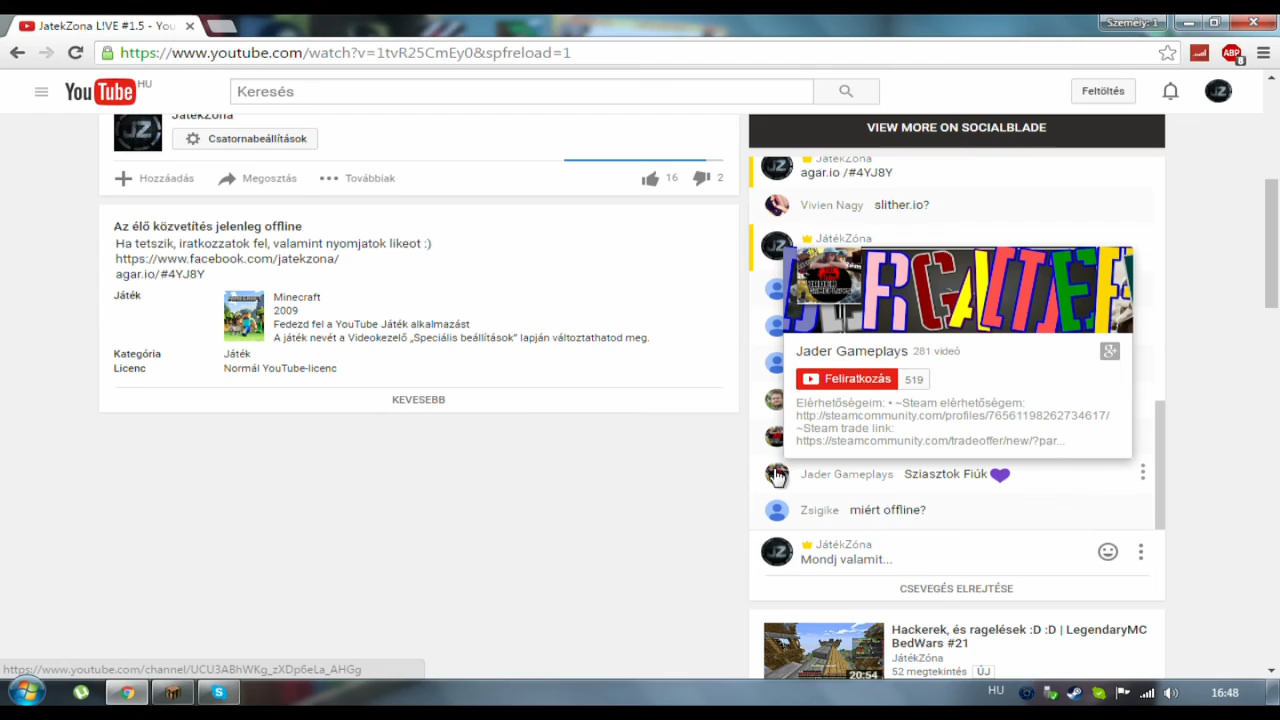 JatekZona L!VE #1.5 - You
Személy: 1
https://www.youtube.com/watch?v=1tvR25CmEy0&spfreload=1
ABP
8
YouTube
HU
Keresés
Feltöltés
JZ
JatekZona
Csatornabeállítások
Hozzáadás
Megosztás
Továbbiak
16
2
Az élő közvetítés jelenleg offline
Ha tetszik, iratkozzatok fel, valamint nyomjatok likeot :)
https://www.facebook.com/jatekzona/
agar.io/#4YJ8Y
Játék
Minecraft
2009
Fedezd fel a YouTube Játék alkalmazást
A játék nevét a Videokezelő „Speciális beállítások” lapján változtathatod meg.
Kategória
Játék
Licenc
Normál YouTube-licenc
KEVESEBB
VIEW MORE ON SOCIALBLADE
JátékZóna
agar.io /#4YJ8Y
Vivien Nagy slither.io?
JátékZóna
Jader Gameplays 281 videó
Feliratkozás 519
Elèrhetősègeim: • ~Steam elèrhetősègem:
http://steamcommunity.com/profiles/76561198262734617/
~Steam trade link:
https://steamcommunity.com/tradeoffer/new/?par...
Jader Gameplays Sziasztok Fiúk
Zsigike miért offline?
JátékZóna
Mondj valamit...
CSEVEGÉS ELREJTÉSE
Hackerek, és ragelések :D :D | LegendaryMC
BedWars #21
JátékZóna
52 megtekintés ÚJ
20:54
https://www.youtube.com/channel/UCU3ABhWKg_zXDp6eLa_AHGg
HU
16:48